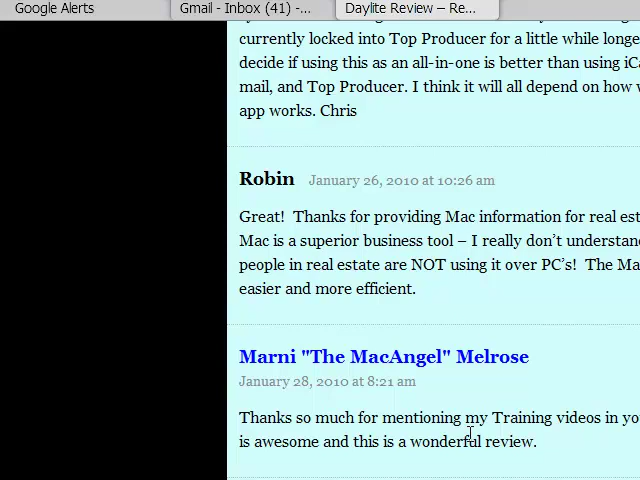 Google Alerts
Gmail - Inbox (41) -...
Daylite Review – Re...
currently locked into Top Producer for a little while longe
decide if using this as an all-in-one is better than using iCa
mail, and Top Producer. I think it will all depend on how
app works. Chris
Robin January 26, 2010 at 10:26 am
Great! Thanks for providing Mac information for real est
Mac is a superior business tool – I really don't understan
people in real estate are NOT using it over PC's! The Ma
easier and more efficient.
Marni "The MacAngel" Melrose
January 28, 2010 at 8:21 am
Thanks so much for mentioning my Training videos in yo
is awesome and this is a wonderful review.